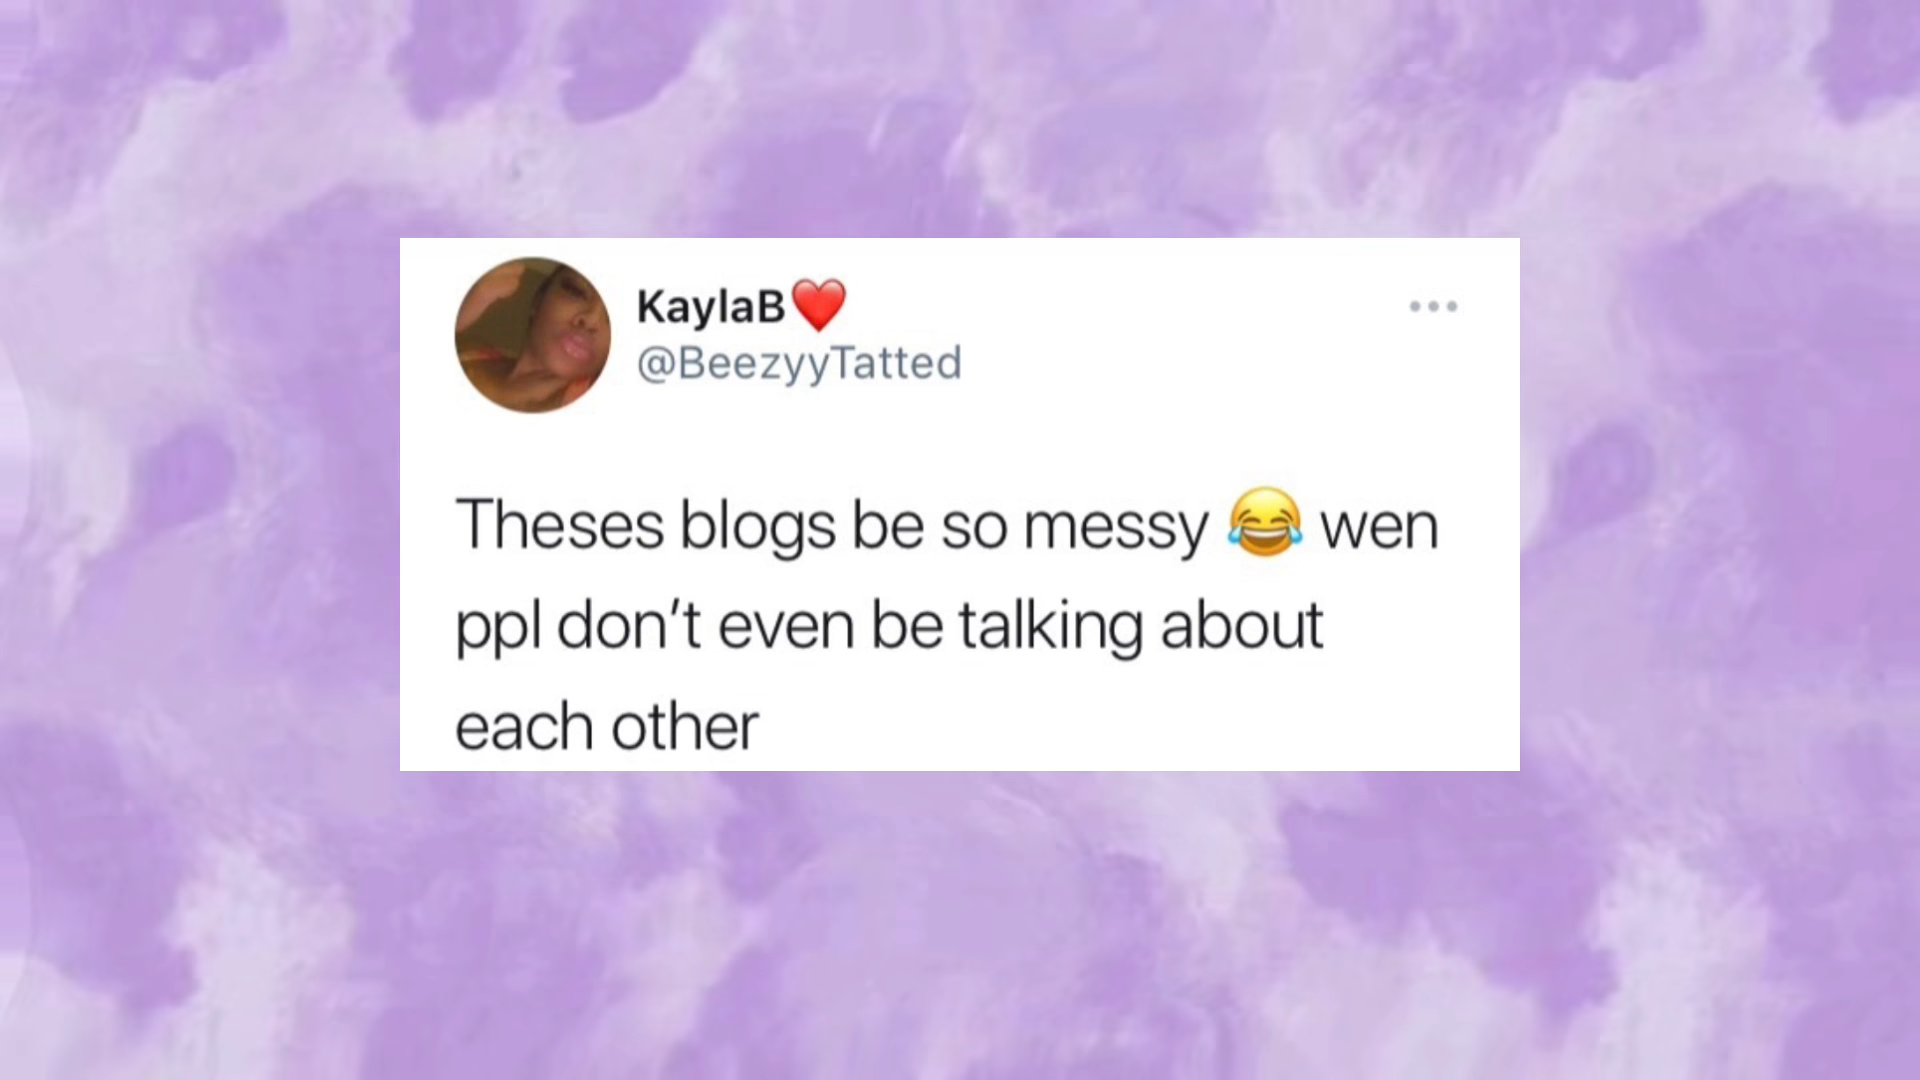 KaylaB❤️
@BeezyyTatted
Theses blogs be so messy 😂 wen
ppl don’t even be talking about
each other